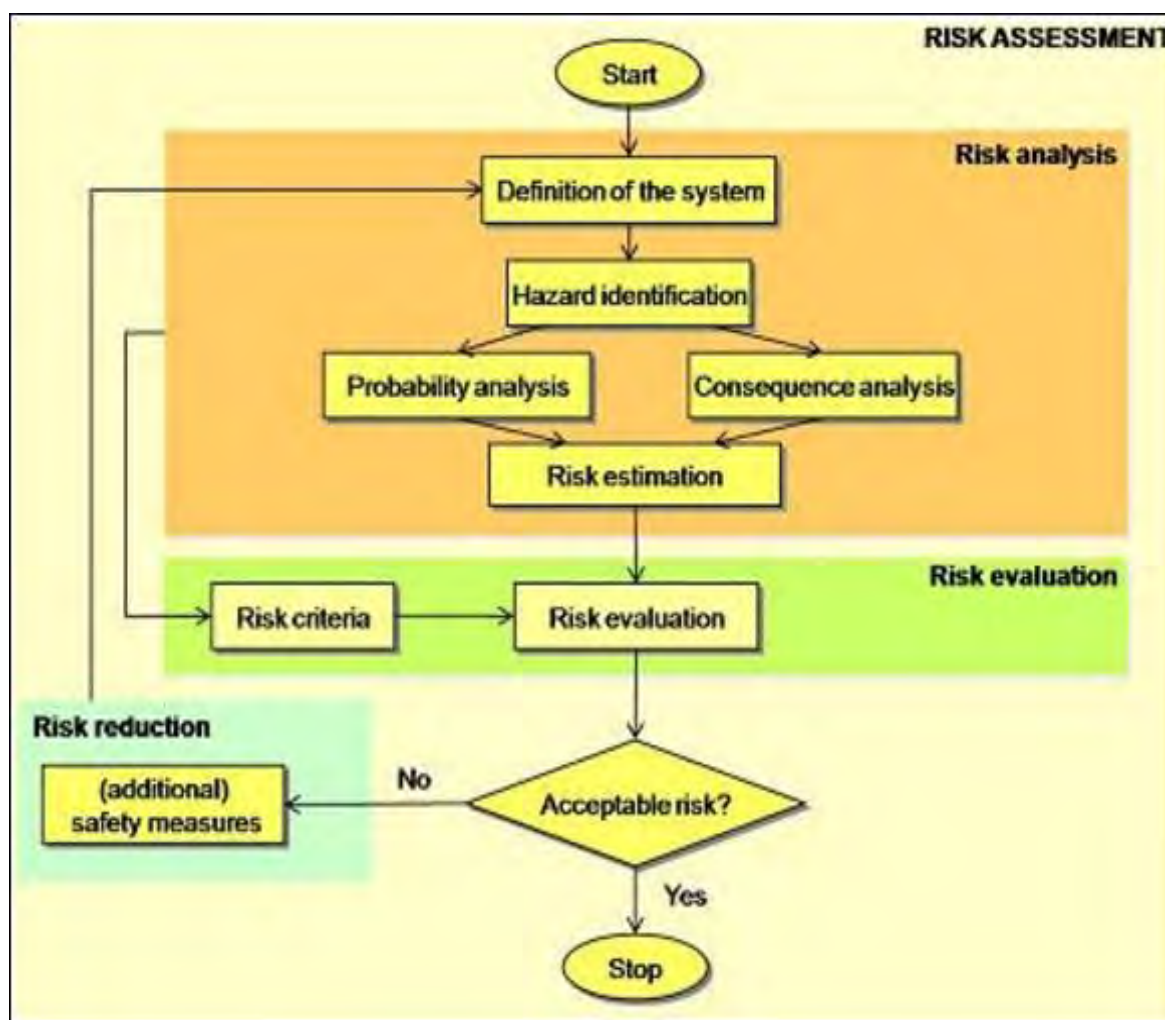 RISK ASSESSMENT
Start
Risk analysis
Definition of the system
Hazard identification
Probability analysis
Consequence analysis
Risk estimation
Risk evaluation
Risk criteria
Risk evaluation
Risk reduction
(additional)
safety measures
No
Acceptable risk?
Yes
Stop